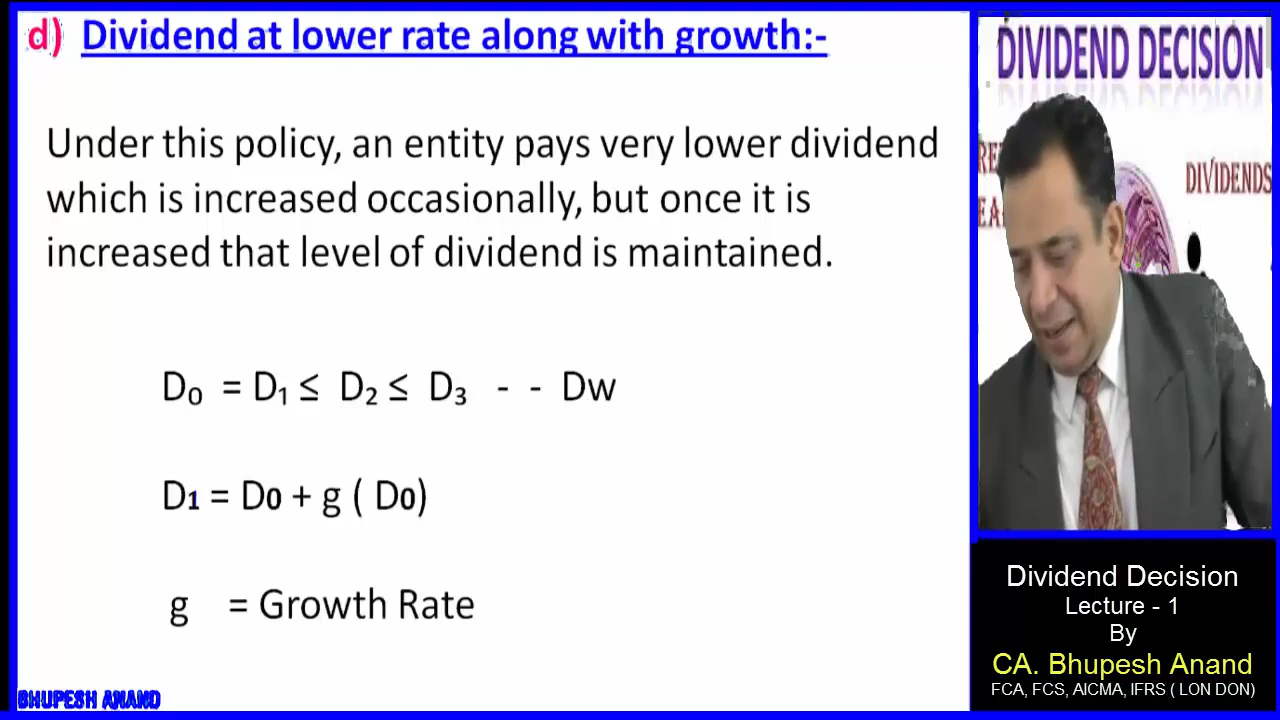 d) Dividend at lower rate along with growth:-
Under this policy, an entity pays very lower dividend
which is increased occasionally, but once it is
increased that level of dividend is maintained.
D₀ = D₁ ≤ D₂ ≤ D₃ - - Dw
D1 = D0 + g ( D0)
g = Growth Rate
BHUPESH ANAND
DIVIDEND DECISION
DIVIDENDS
Dividend Decision
Lecture - 1
By
CA. Bhupesh Anand
FCA, FCS, AICMA, IFRS ( LON DON)